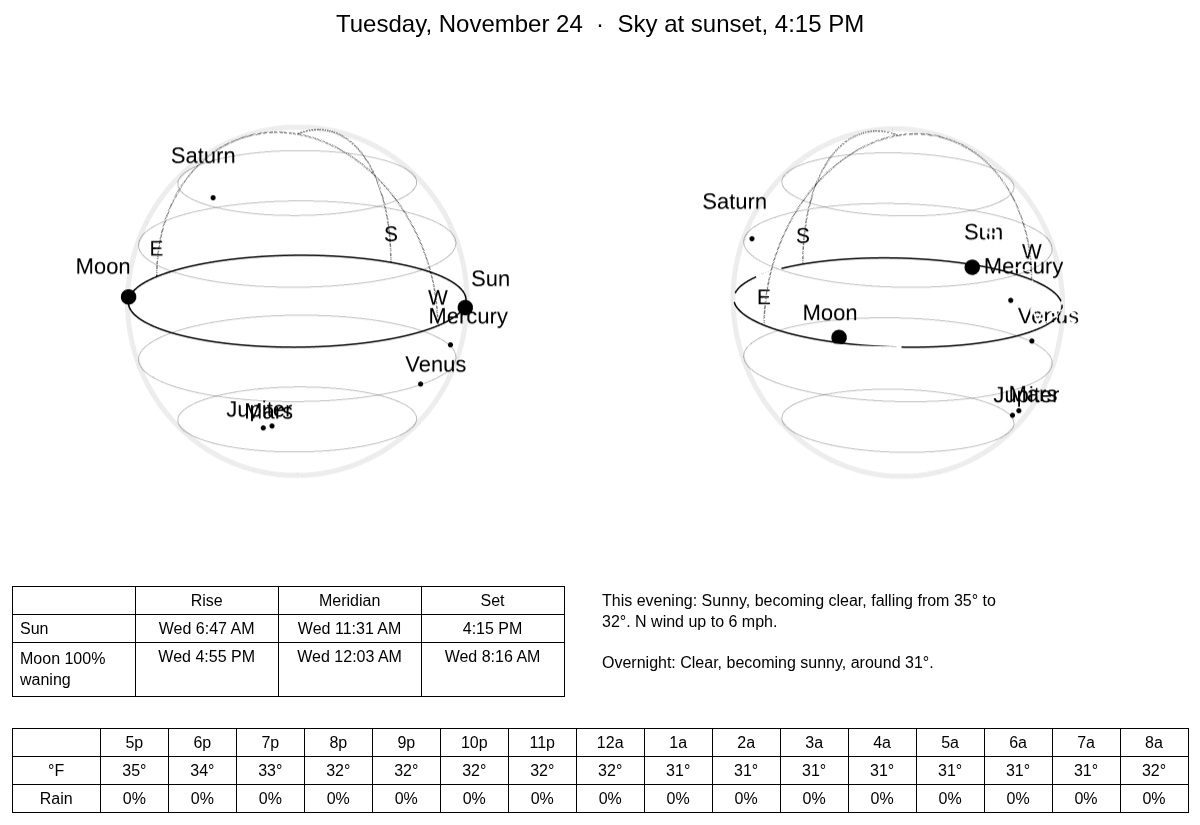 Tuesday, November 24 · Sky at sunset, 4:15 PM
Saturn
E
S
Moon
Sun
W
Mercury
Venus
Jupiter
Mars
Saturn
S
Sun
W
Mercury
E
Moon
Venus
Jupiter
Mars
Rise Meridian Set
Sun Wed 6:47 AM Wed 11:31 AM 4:15 PM
Moon 100% Wed 4:55 PM Wed 12:03 AM Wed 8:16 AM
waning
This evening: Sunny, becoming clear, falling from 35° to
32°. N wind up to 6 mph.
Overnight: Clear, becoming sunny, around 31°.
5p 6p 7p 8p 9p 10p 11p 12a 1a 2a 3a 4a 5a 6a 7a 8a
°F 35° 34° 33° 32° 32° 32° 32° 32° 31° 31° 31° 31° 31° 31° 31° 32°
Rain 0% 0% 0% 0% 0% 0% 0% 0% 0% 0% 0% 0% 0% 0% 0% 0%